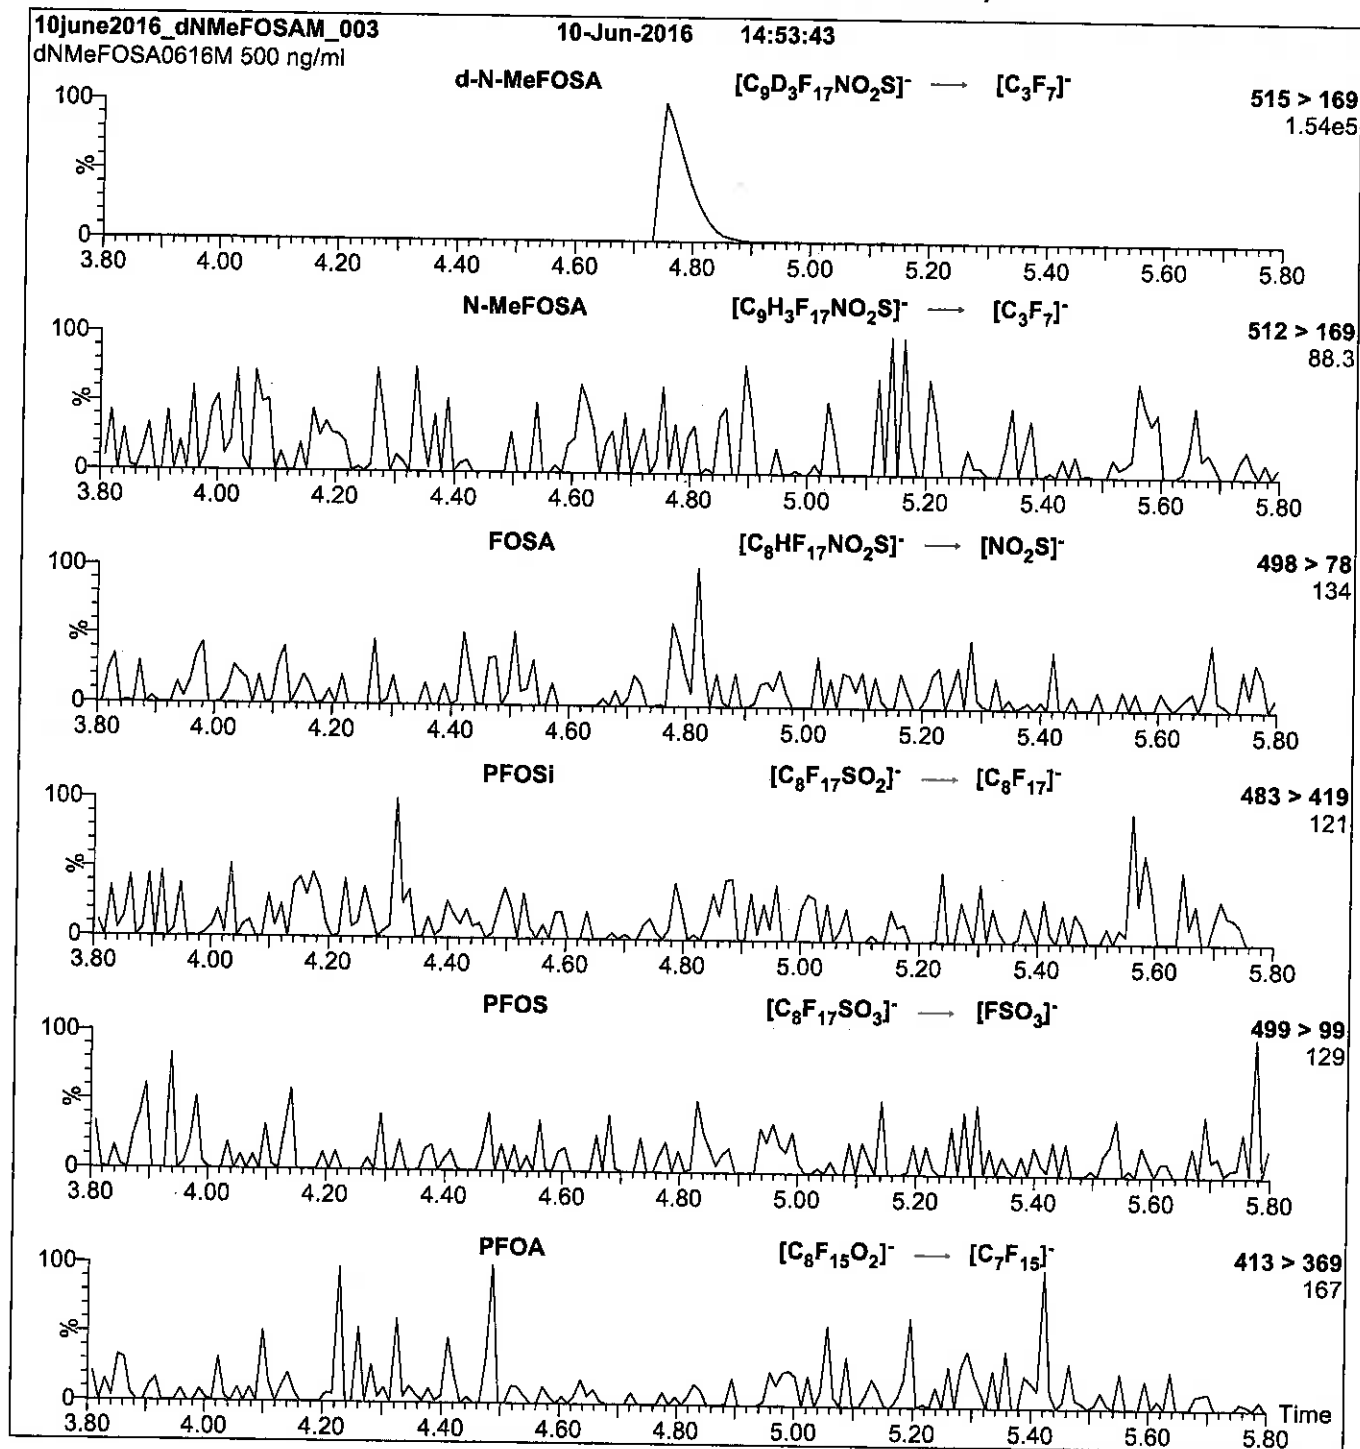 10june2016_dNMeFOSAM_003 10-Jun-2016 14:53:43
dNMeFOSA0616M 500 ng/ml
d-N-MeFOSA [C9D3F17NO2S]- → [C3F7]- 515 > 169
1.54e5
100
%
0
3.80 4.00 4.20 4.40 4.60 4.80 5.00 5.20 5.40 5.60 5.80
N-MeFOSA [C9H3F17NO2S]- → [C3F7]- 512 > 169
88.3
100
%
0
3.80 4.00 4.20 4.40 4.60 4.80 5.00 5.20 5.40 5.60 5.80
FOSA [C8HF17NO2S]- → [NO2S]- 498 > 78
134
100
%
0
3.80 4.00 4.20 4.40 4.60 4.80 5.00 5.20 5.40 5.60 5.80
PFOSi [C8F17SO2]- → [C8F17]- 483 > 419
121
100
%
0
3.80 4.00 4.20 4.40 4.60 4.80 5.00 5.20 5.40 5.60 5.80
PFOS [C8F17SO3]- → [FSO3]- 499 > 99
129
100
%
0
3.80 4.00 4.20 4.40 4.60 4.80 5.00 5.20 5.40 5.60 5.80
PFOA [C8F15O2]- → [C7F15]- 413 > 369
167
100
%
0
3.80 4.00 4.20 4.40 4.60 4.80 5.00 5.20 5.40 5.60 5.80 Time